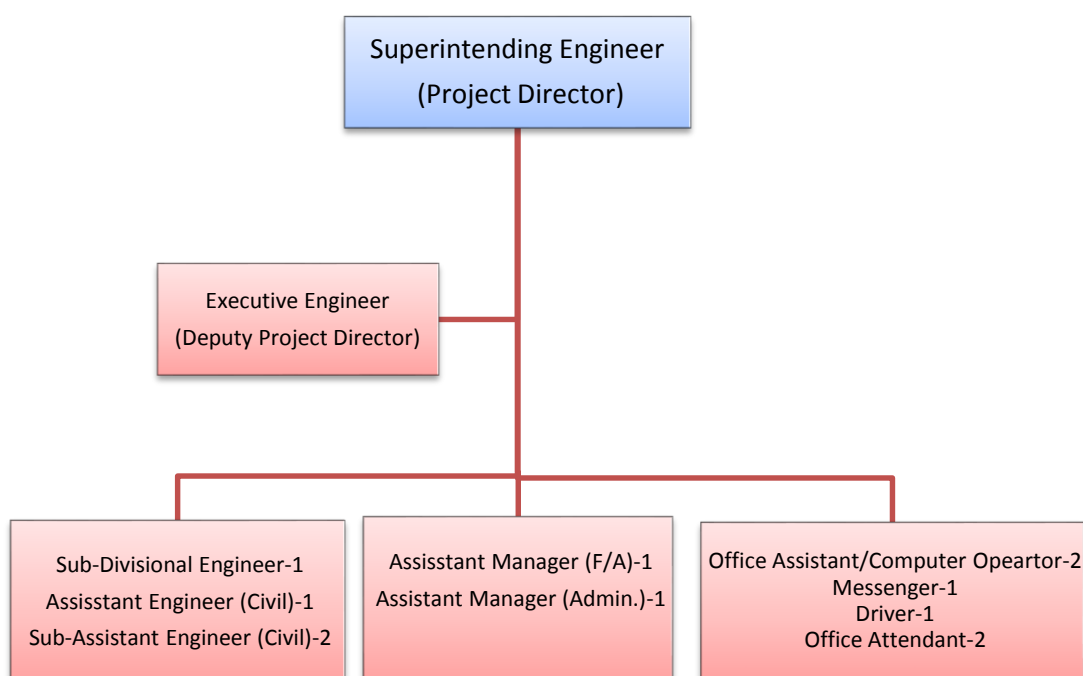 Superintending Engineer
(Project Director)
Executive Engineer
(Deputy Project Director)
Sub-Divisional Engineer-1
Assisstant Engineer (Civil)-1
Sub-Assistant Engineer (Civil)-2
Assisstant Manager (F/A)-1
Assistant Manager (Admin.)-1
Office Assistant/Computer Opeartor-2
Messenger-1
Driver-1
Office Attendant-2